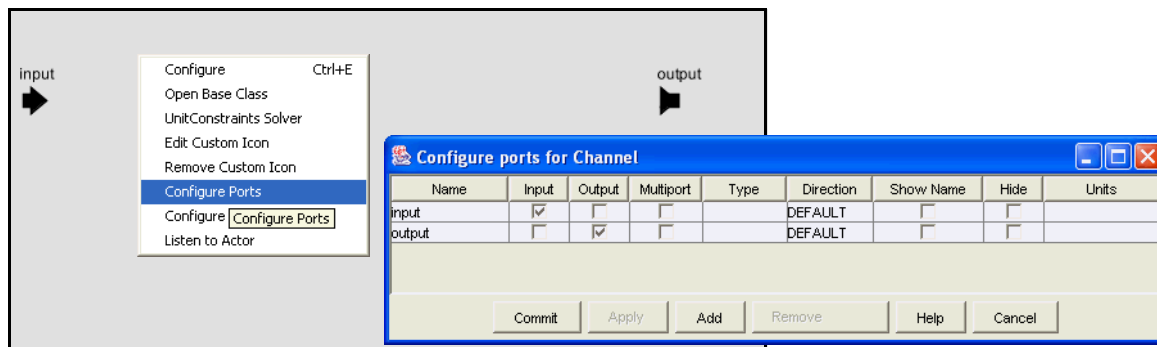 input
output
Configure Ctrl+E
Open Base Class
UnitConstraints Solver
Edit Custom Icon
Remove Custom Icon
Configure Ports
Configure
Configure Ports
Listen to Actor
Configure ports for Channel
Name Input Output Multiport Type Direction Show Name Hide Units
input DEFAULT
output DEFAULT
Commit Apply Add Remove Help Cancel